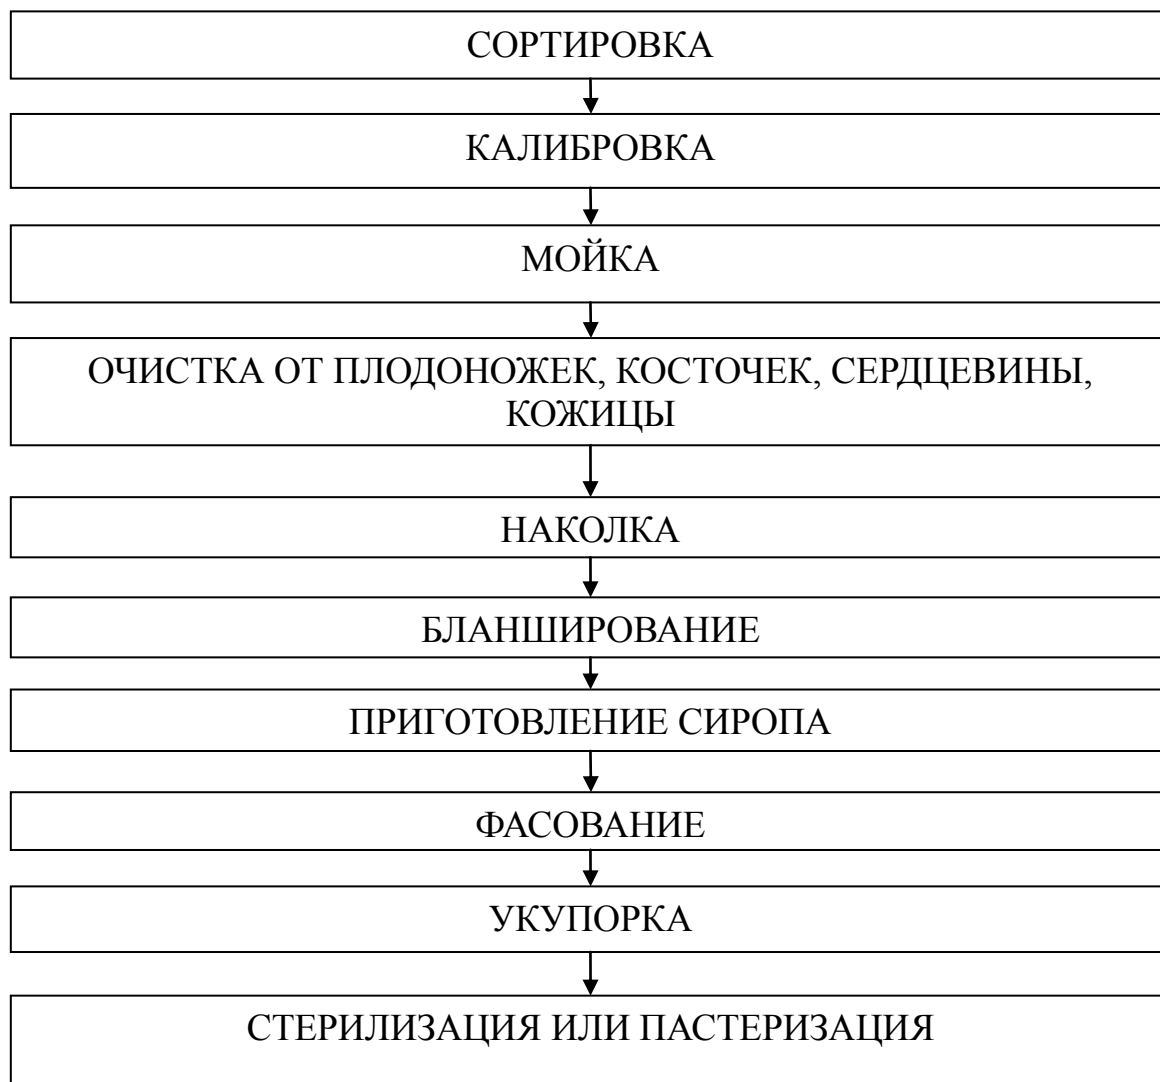 СОРТИРОВКА
КАЛИБРОВКА
МОЙКА
ОЧИСТКА ОТ ПЛОДОНОЖЕК, КОСТОЧЕК, СЕРДЦЕВИНЫ,
КОЖИЦЫ
НАКОЛКА
БЛАНШИРОВАНИЕ
ПРИГОТОВЛЕНИЕ СИРОПА
ФАСОВАНИЕ
УКУПОРКА
СТЕРИЛИЗАЦИЯ ИЛИ ПАСТЕРИЗАЦИЯ